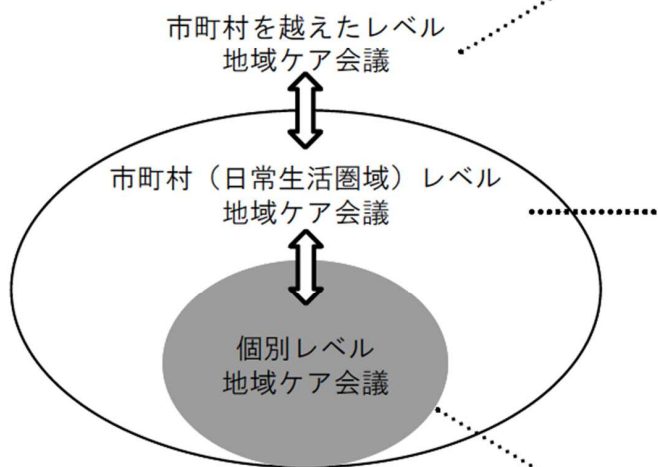 市町村を越えたレベル
地域ケア会議
市町村（日常生活圏域）レベル
地域ケア会議
個別レベル
地域ケア会議